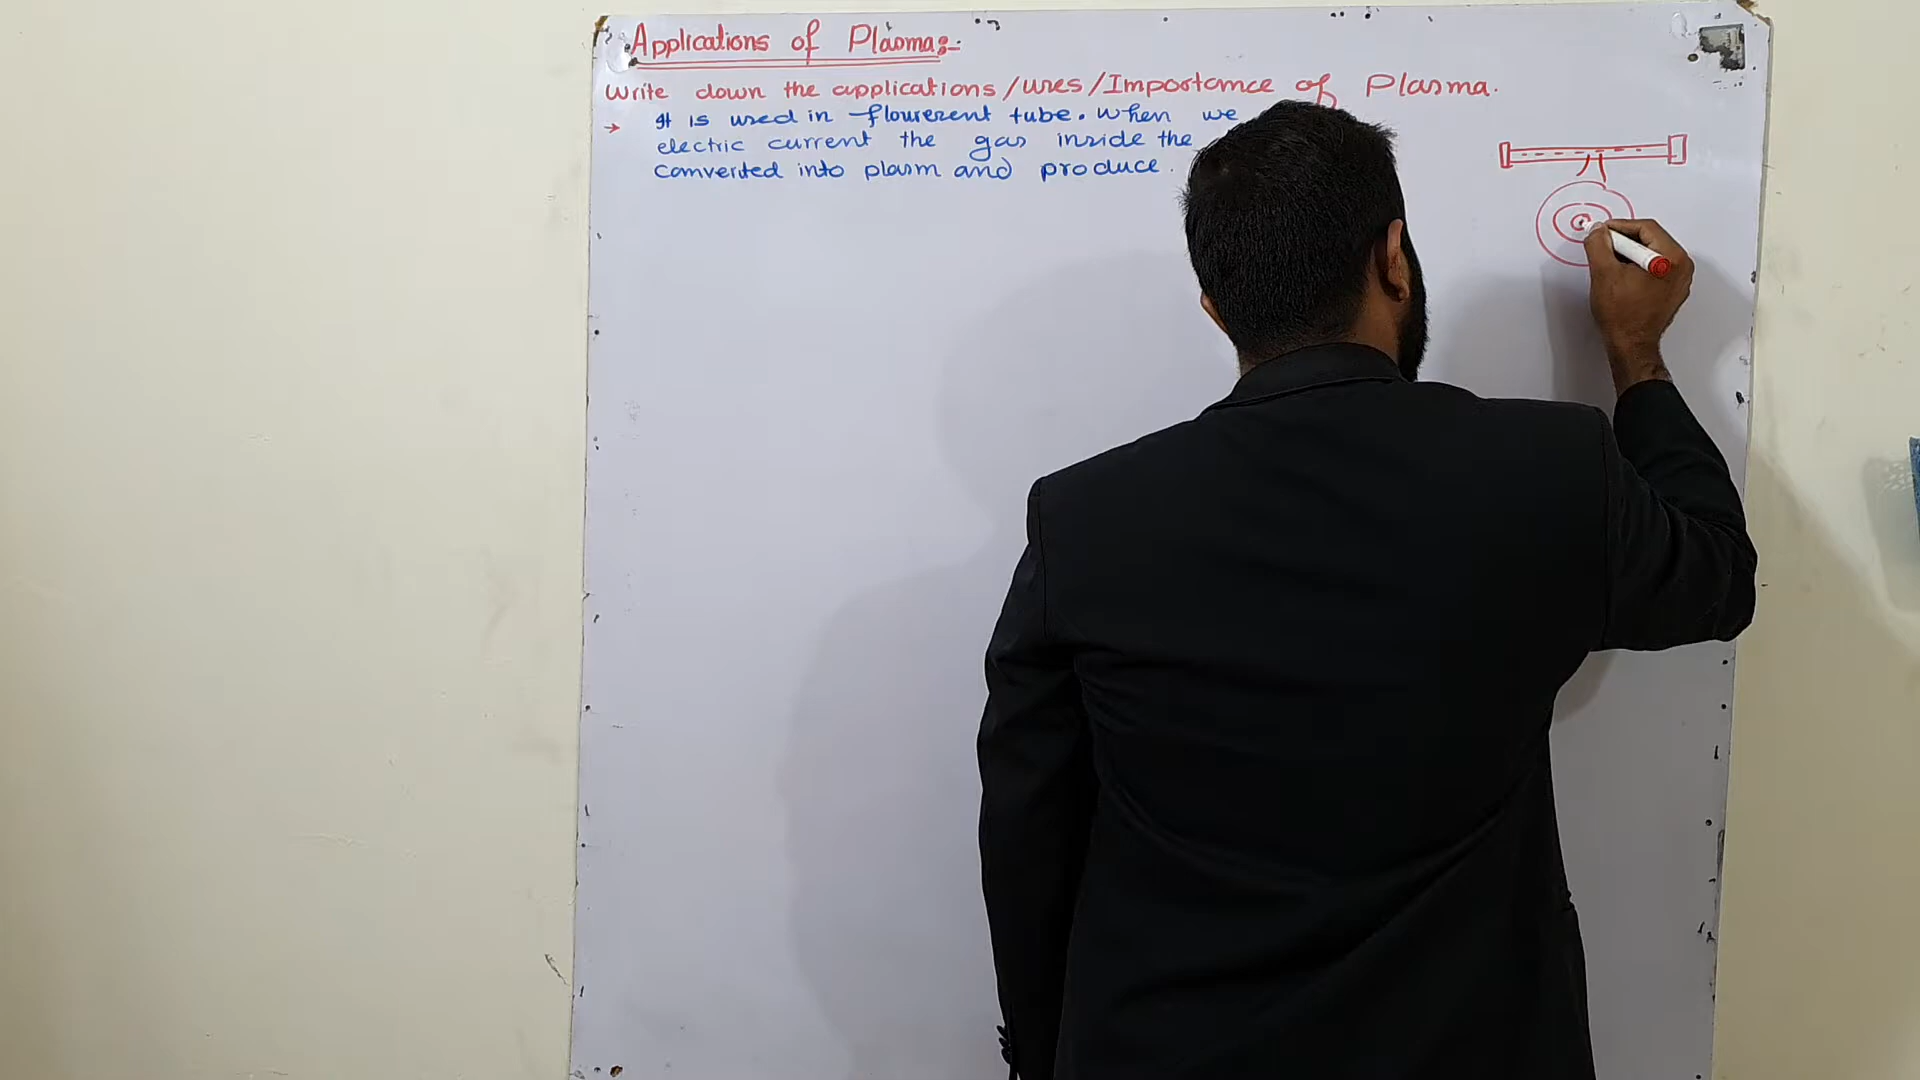 Applications of Plasma:-
Write down the applications/uses/Importance of Plasma.
→ It is used in flourerent tube. When we
electric current the gas inside the
converted into plasm and produce.